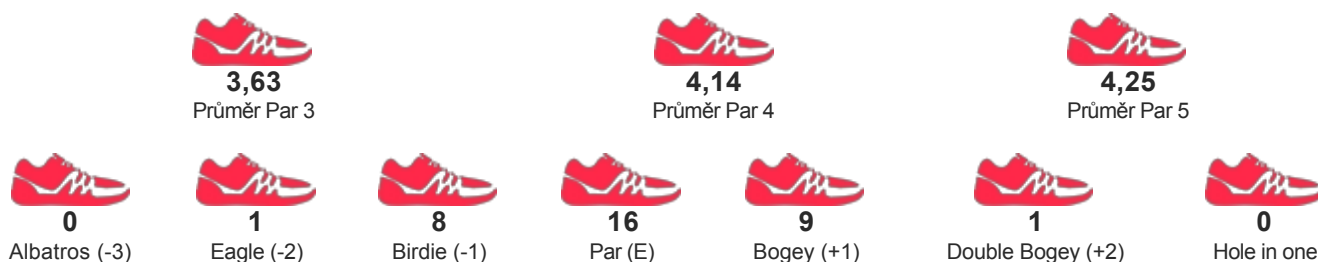 3,63 4,14 4,25
Průměr Par 3 Průměr Par 4 Průměr Par 5
0 1 8 16 9 1 0
Albatros (-3) Eagle (-2) Birdie (-1) Par (E) Bogey (+1) Double Bogey (+2) Hole in one